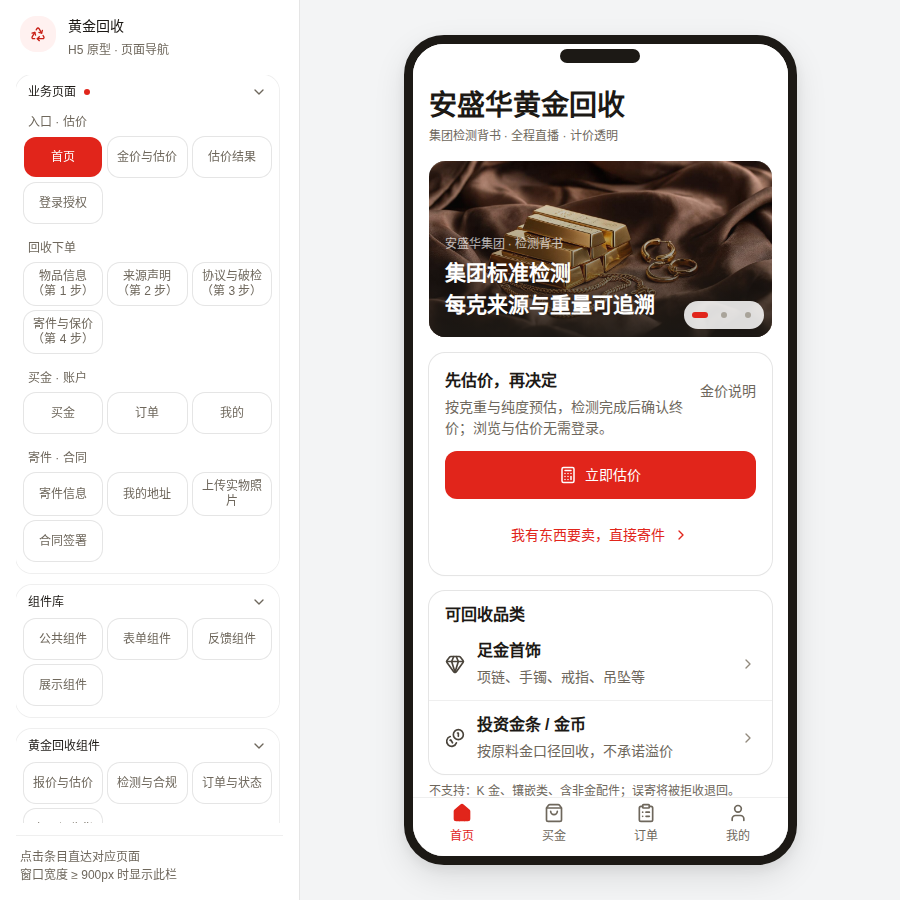 黄金回收
H5 原型 · 页面导航
业务页面
入口 · 估价
首页
金价与估价
估价结果
登录授权
回收下单
物品信息
（第 1 步）
来源声明
（第 2 步）
协议与破检
（第 3 步）
寄件与保价
（第 4 步）
买金 · 账户
买金
订单
我的
寄件 · 合同
寄件信息
我的地址
上传实物照
片
合同签署
组件库
公共组件
表单组件
反馈组件
展示组件
黄金回收组件
报价与估价
检测与合规
订单与状态
点击条目直达对应页面
窗口宽度 ≥ 900px 时显示此栏
安盛华黄金回收
集团检测背书 · 全程直播 · 计价透明
安盛华集团 · 检测背书
集团标准检测
每克来源与重量可追溯
先估价，再决定
金价说明
按克重与纯度预估，检测完成后确认终
价；浏览与估价无需登录。
立即估价
我有东西要卖，直接寄件
可回收品类
足金首饰
项链、手镯、戒指、吊坠等
投资金条 / 金币
按原料金口径回收，不承诺溢价
不支持：K 金、镶嵌类、含非金配件；误寄将被拒收退回。
首页
买金
订单
我的